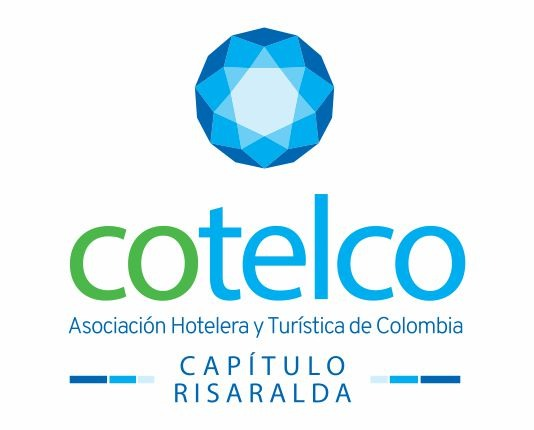 cotelco
Asociación Hotelera y Turística de Colombia
CAPÍTULO
RISARALDA